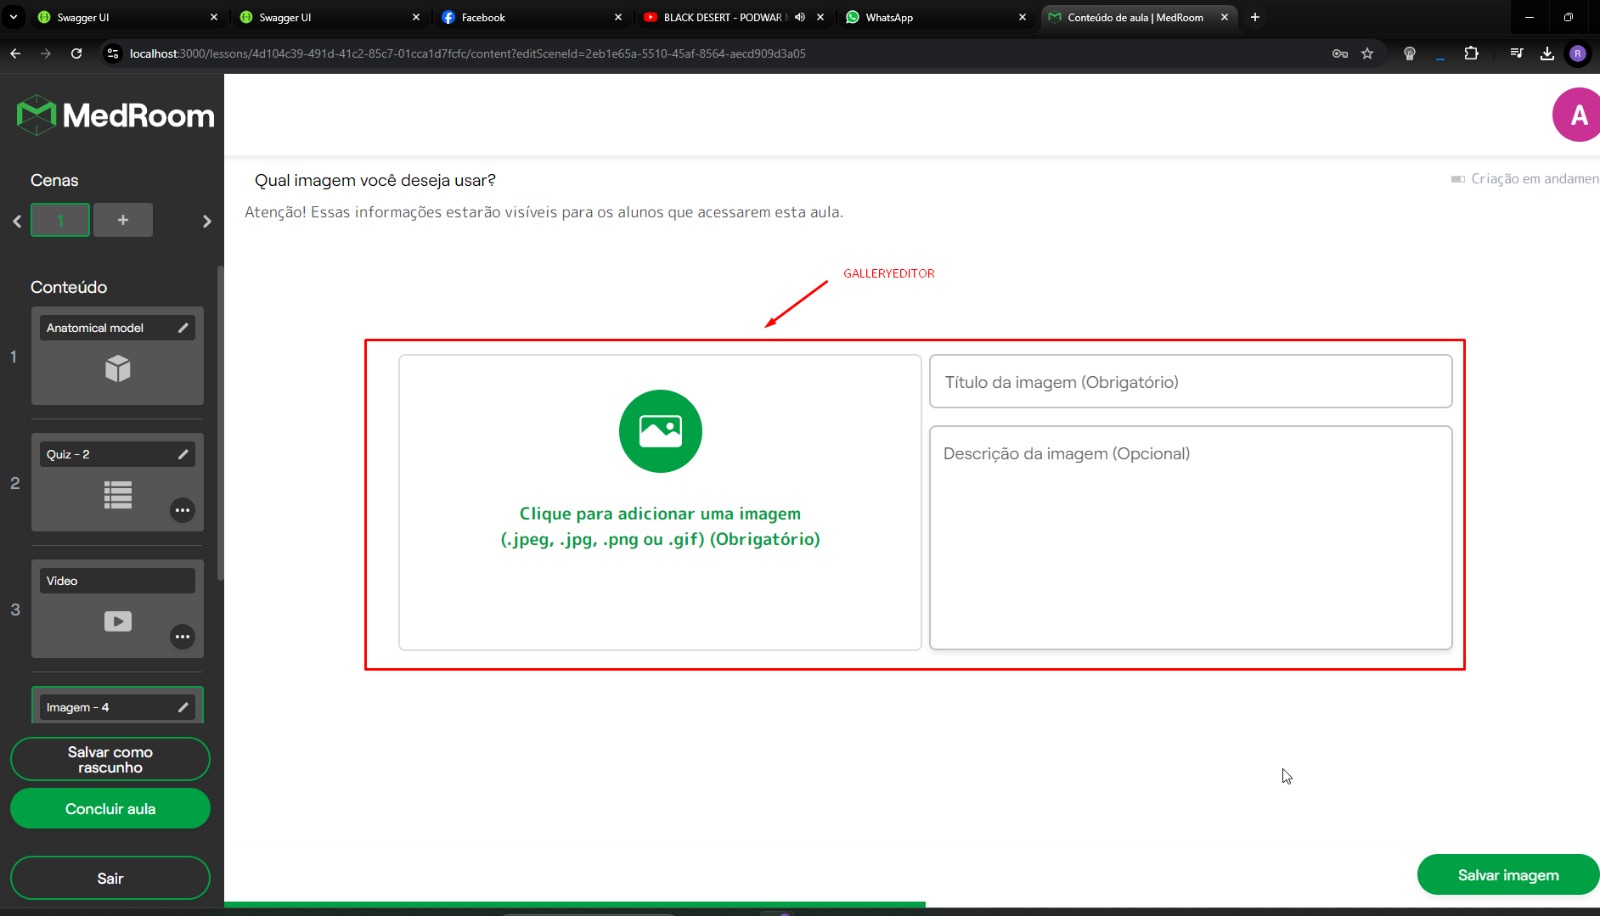 Swagger UI
Swagger UI
Facebook
BLACK DESERT - PODWAR
WhatsApp
Conteúdo de aula | MedRoom
localhost:3000/lessons/4d104c39-491d-41c2-85c7-01cca1d7fcfc/content?editSceneId=2eb1e65a-5510-45af-8564-aecd909d3a05
R
MedRoom
A
Cenas
1
+
Qual imagem você deseja usar?
Criação em andamen
Atenção! Essas informações estarão visíveis para os alunos que acessarem esta aula.
GALLERYEDITOR
Conteúdo
1
Anatomical model
2
Quiz - 2
3
Vídeo
Imagem - 4
Clique para adicionar uma imagem
(.jpeg, .jpg, .png ou .gif) (Obrigatório)
Título da imagem (Obrigatório)
Descrição da imagem (Opcional)
Salvar como
rascunho
Concluir aula
Sair
Salvar imagem